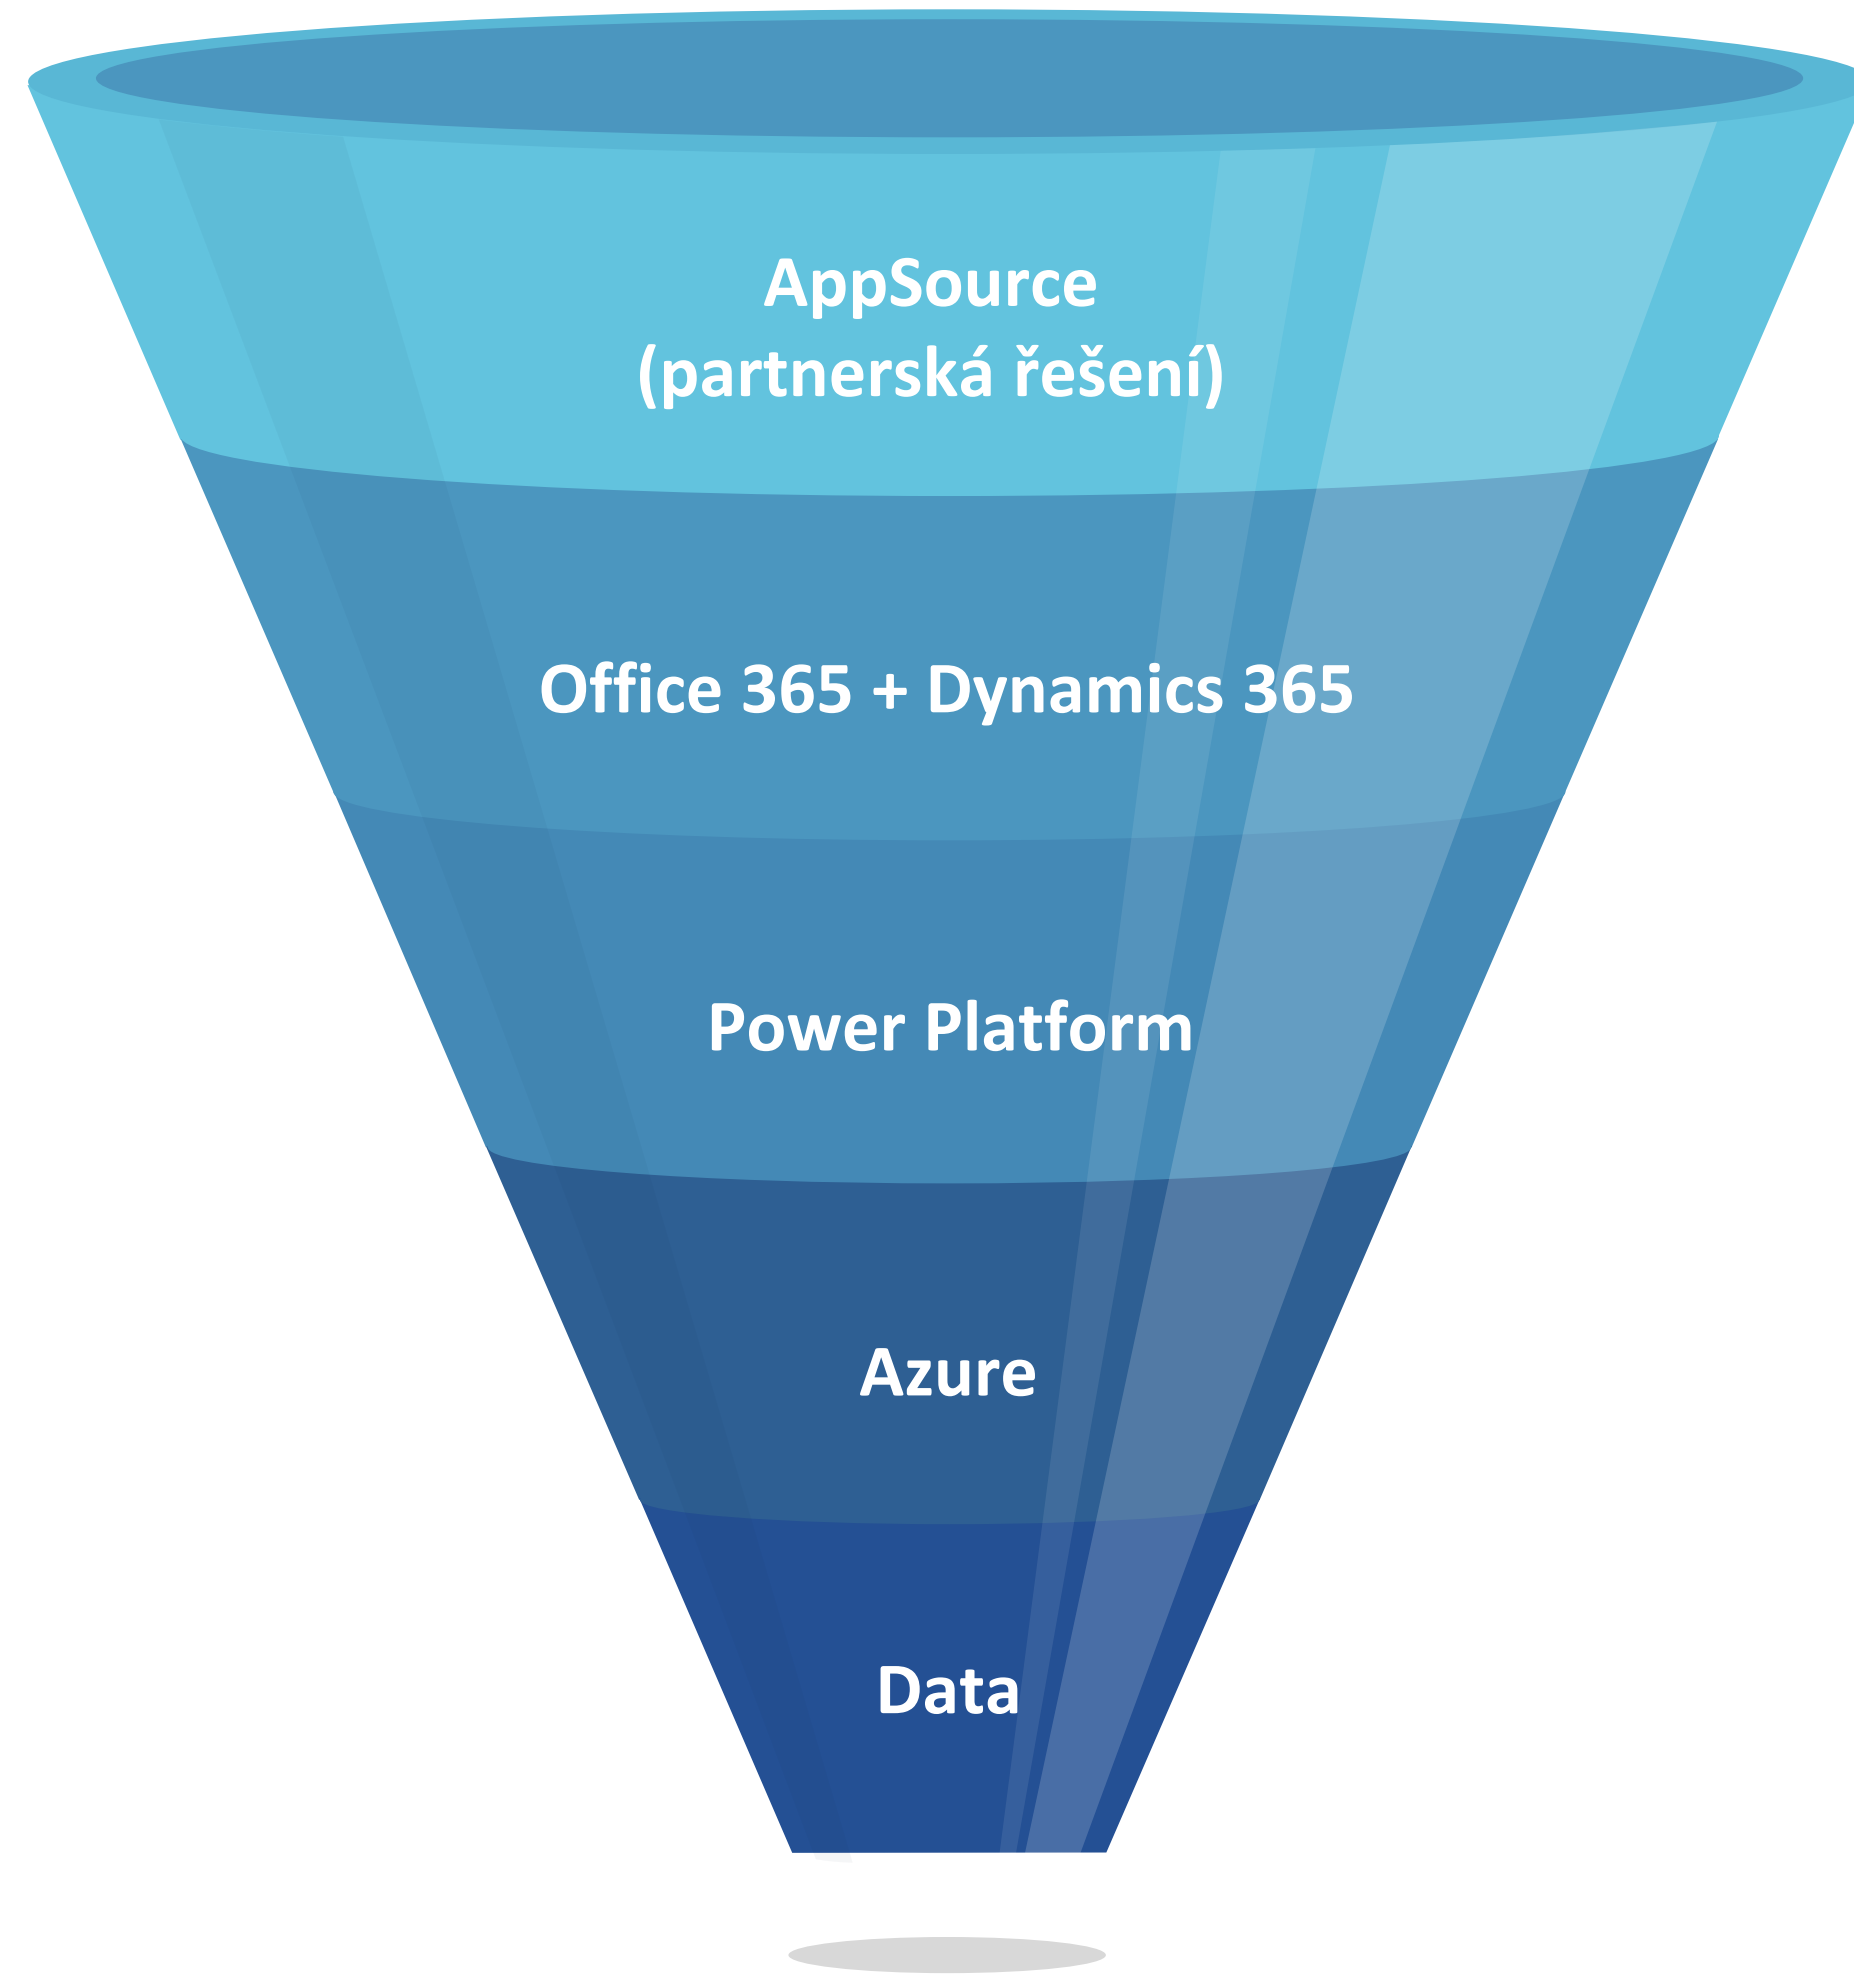 AppSource
(partnerská řešení)
Office 365 + Dynamics 365
Power Platform
Azure
Data